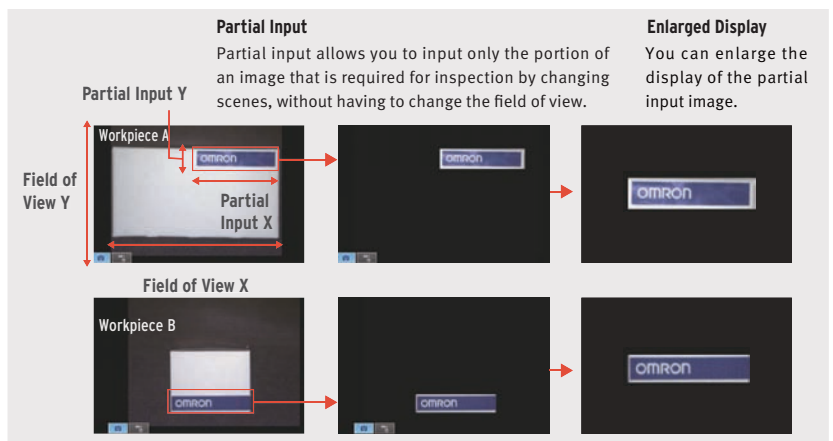 Partial Input
Partial input allows you to input only the portion of
an image that is required for inspection by changing
scenes, without having to change the field of view.
Enlarged Display
You can enlarge the
display of the partial
input image.
Partial Input Y
Workpiece A
OMRON
OMRON
OMRON
Field of
View Y
Partial
Input X
Field of View X
Workpiece B
OMRON
OMRON
OMRON